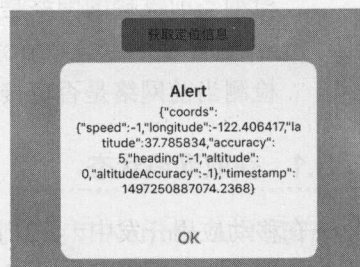 获取定位信息
Alert
{"coords":
{"speed":-1,"longitude":-122.406417,"la
titude":37.785834,"accuracy":
5,"heading":-1,"altitude":
0,"altitudeAccuracy":-1},"timestamp":
1497250887074.2368}
OK